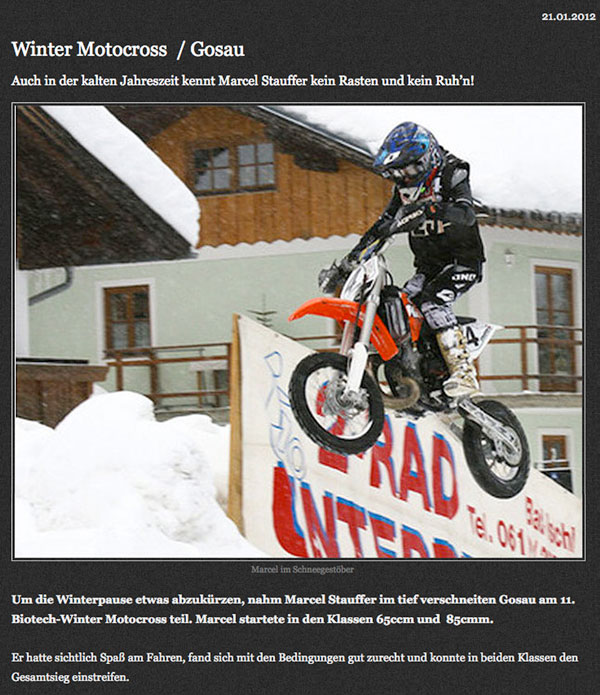 21.01.2012
Winter Motocross / Gosau
Auch in der kalten Jahreszeit kennt Marcel Stauffer kein Rasten und kein Ruh'n!
4
RAD
Bad Ischl
Tel. 061
Marcel im Schneegestöber
Um die Winterpause etwas abzukürzen, nahm Marcel Stauffer im tief verschneiten Gosau am 11.
Biotech-Winter Motocross teil. Marcel startete in den Klassen 65ccm und 85cmm.
Er hatte sichtlich Spaß am Fahren, fand sich mit den Bedingungen gut zurecht und konnte in beiden Klassen den
Gesamtsieg einstreifen.